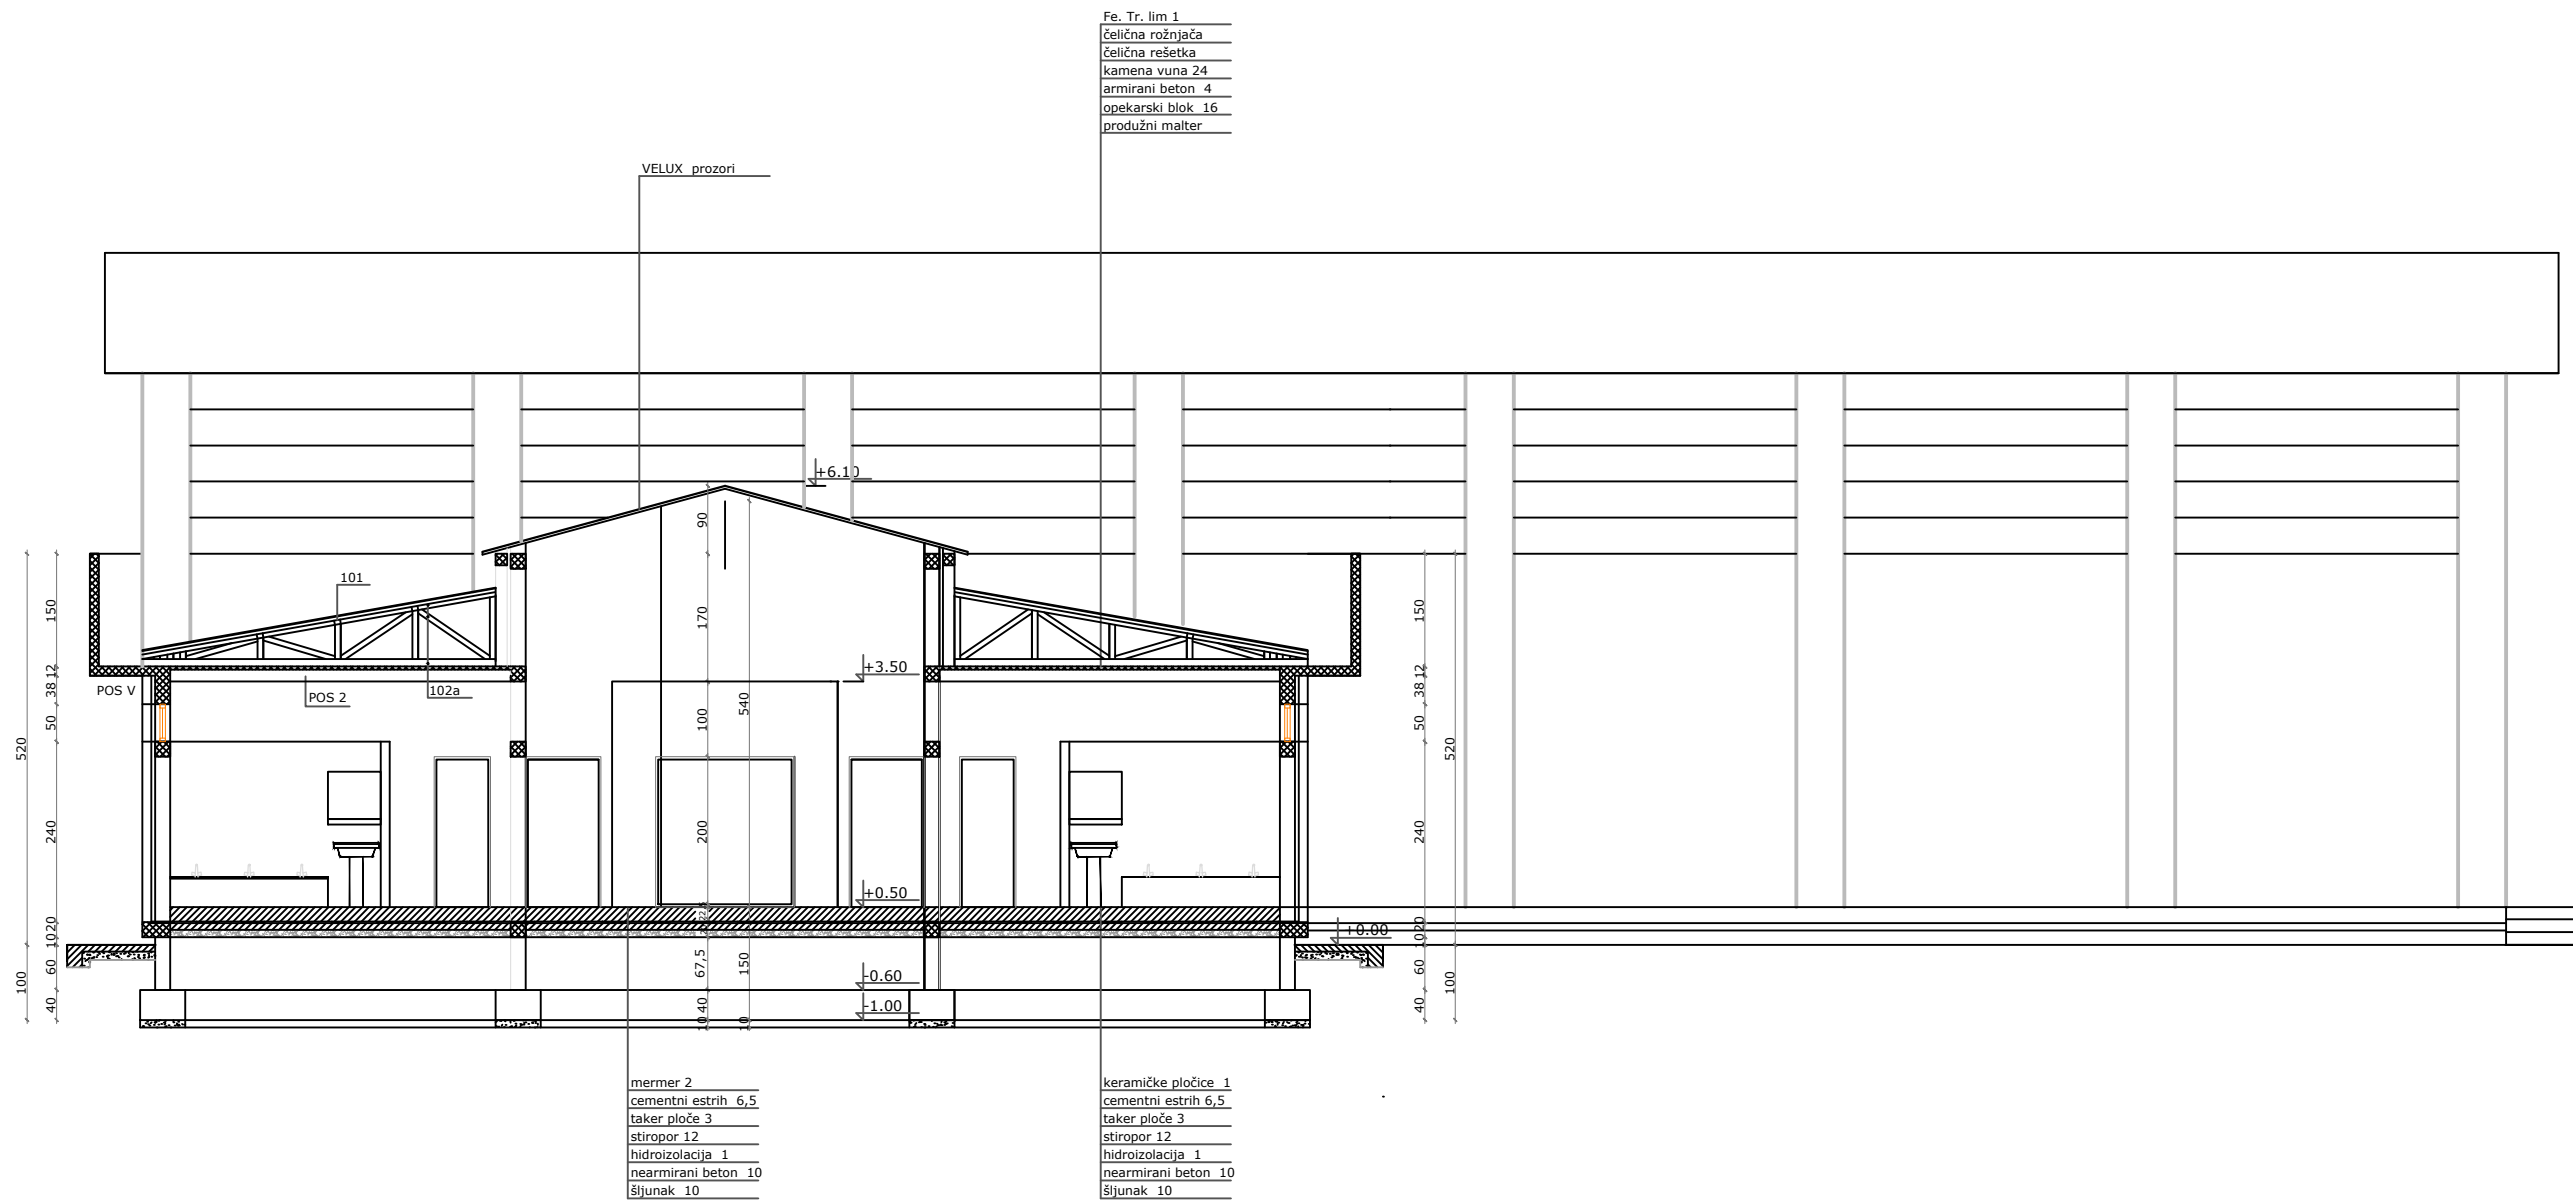 Fe. Tr. lim 1
čelična rožnjača
čelična rešetka
kamena vuna 24
armirani beton 4
opekarski blok 16
produžni malter
VELUX prozori
+6.10
90
101
150
170
150
+3.50
12
38
POS V
POS 2
102a
540
12
38
50
100
50
520
520
240
200
240
+0.50
20
10
20
10
+0.00
60
67,5
150
60
100
-0.60
100
40
40
-1.00
40
10
10
mermer 2
cementni estrih 6,5
taker ploče 3
stiropor 12
hidroizolacija 1
nearmirani beton 10
šljunak 10
keramičke pločice 1
cementni estrih 6,5
taker ploče 3
stiropor 12
hidroizolacija 1
nearmirani beton 10
šljunak 10